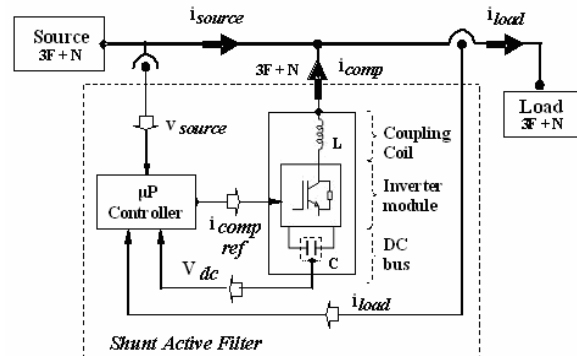 i source
i load
Source
3F + N
3F + N
i comp
Load
3F + N
v source
L
Coupling
Coil
μP
Controller
Inverter
module
i comp
ref
C
DC
bus
V dc
i load
Shunt Active Filter